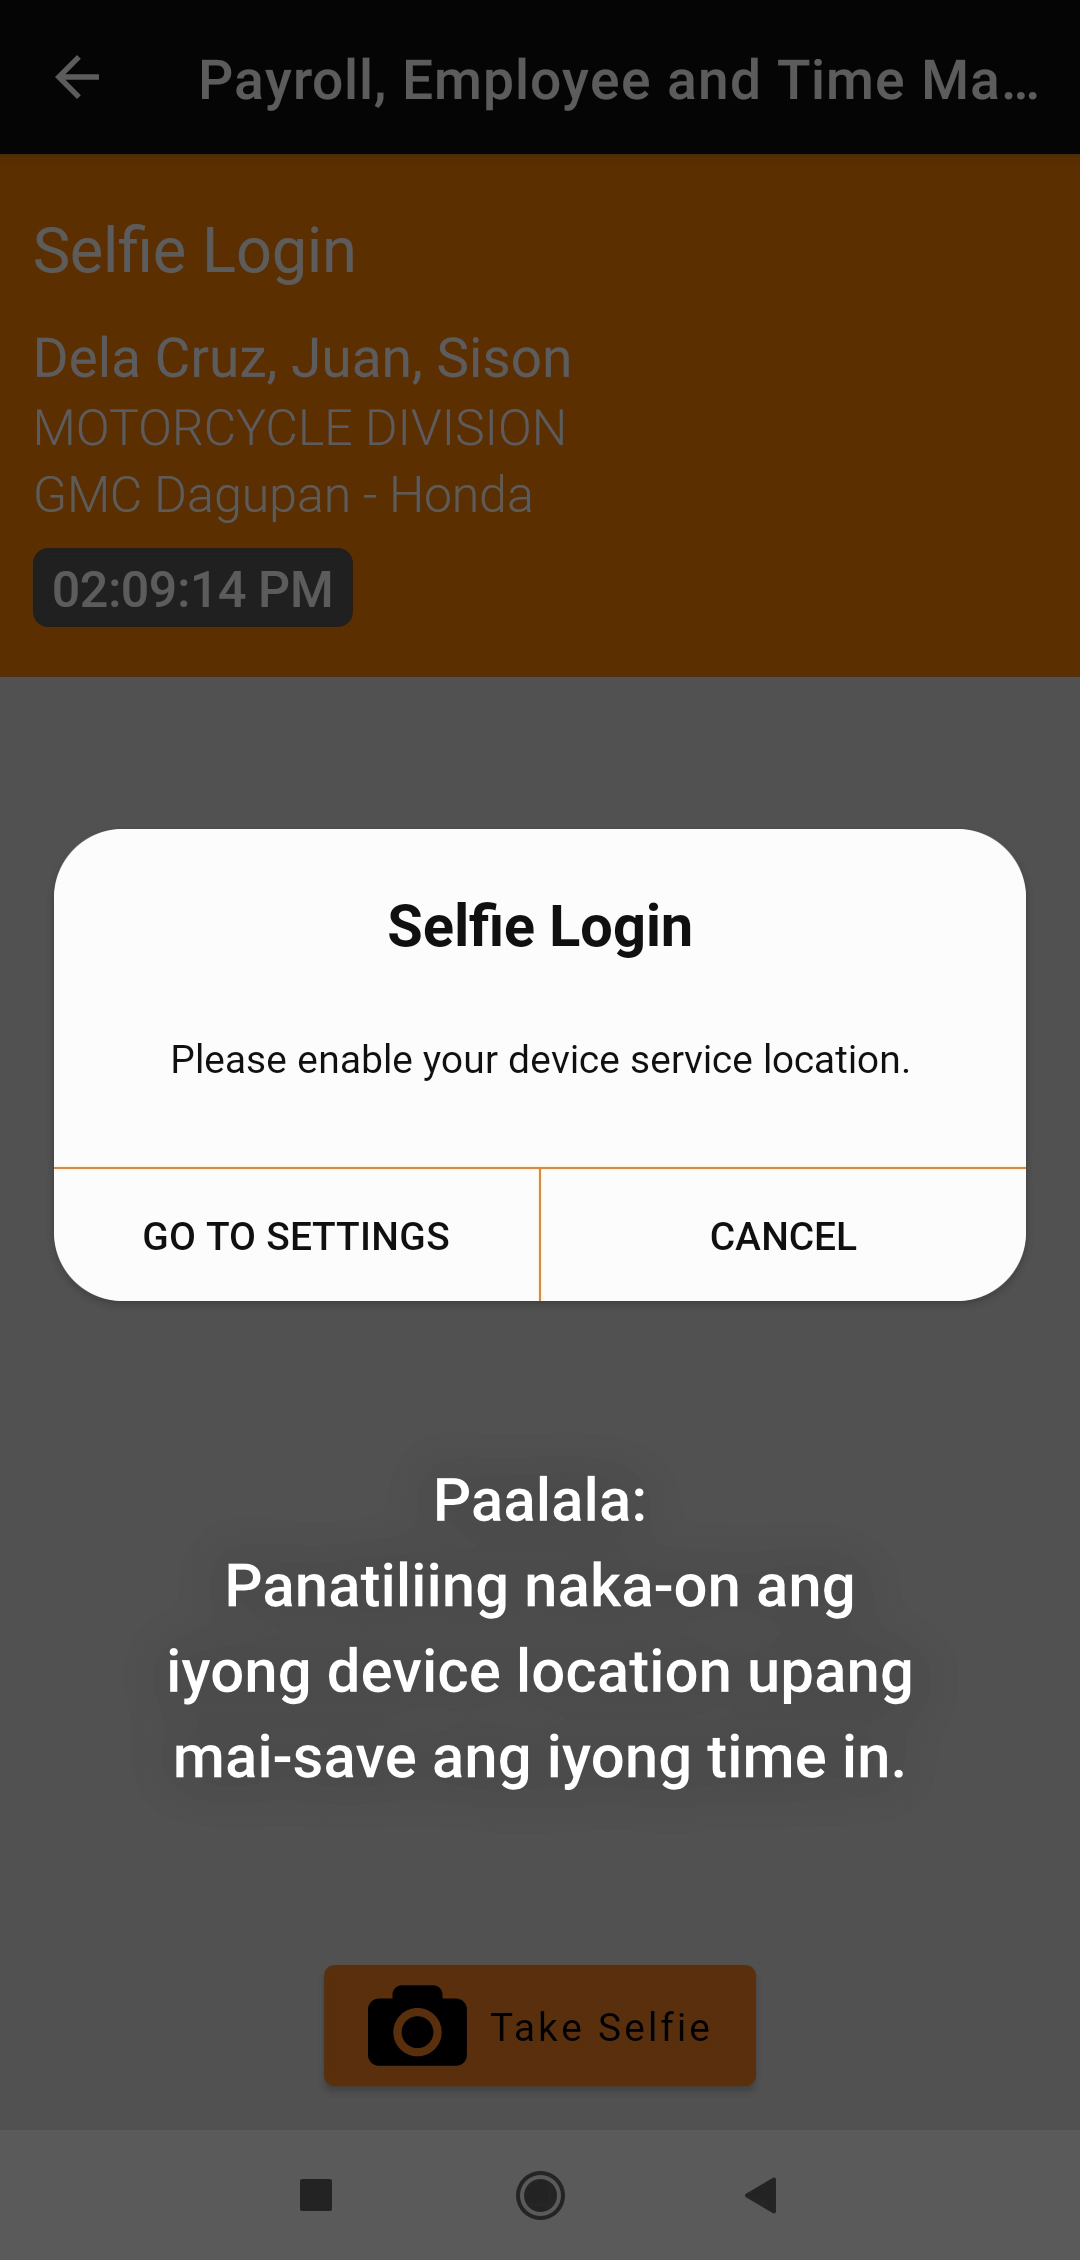 Payroll, Employee and Time Ma...
Selfie Login
Dela Cruz, Juan, Sison
MOTORCYCLE DIVISION
GMC Dagupan - Honda
02:09:14 PM
Selfie Login
Please enable your device service location.
GO TO SETTINGS
CANCEL
Paalala:
Panatiliing naka-on ang
iyong device location upang
mai-save ang iyong time in.
Take Selfie